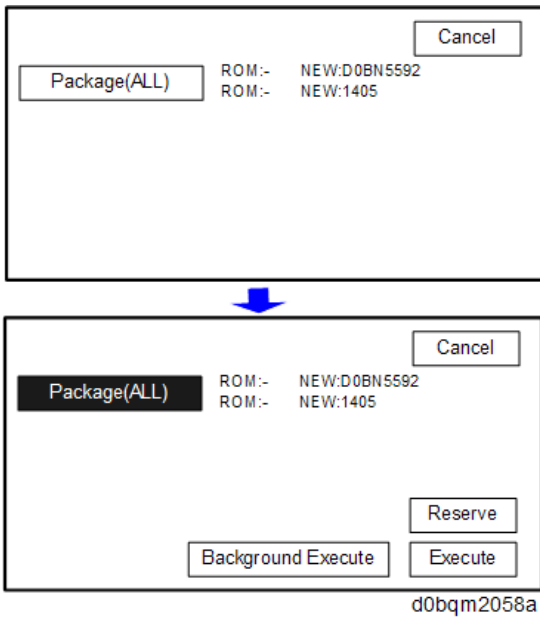 Cancel
Package(ALL) ROM:- NEW:D0BN5592
ROM:- NEW:1405
Cancel
Package(ALL) ROM:- NEW:D0BN5592
ROM:- NEW:1405
Reserve
Background Execute Execute
d0bqm2058a